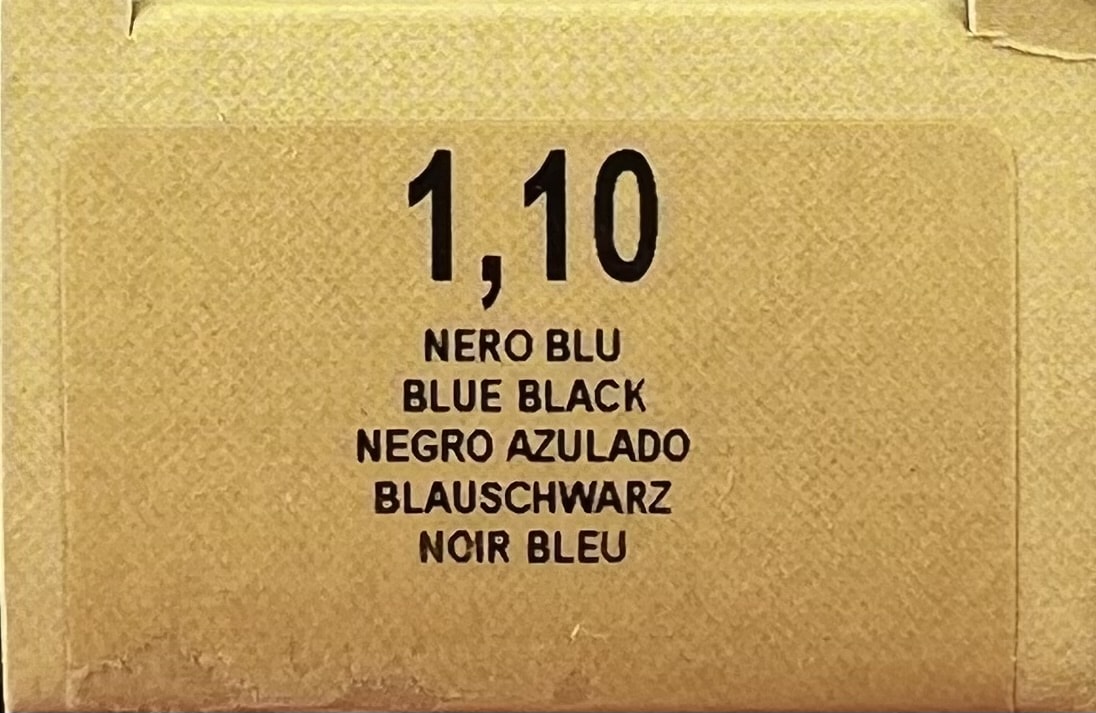 1,10
NERO BLU
BLUE BLACK
NEGRO AZULADO
BLAUSCHWARZ
NOIR BLEU